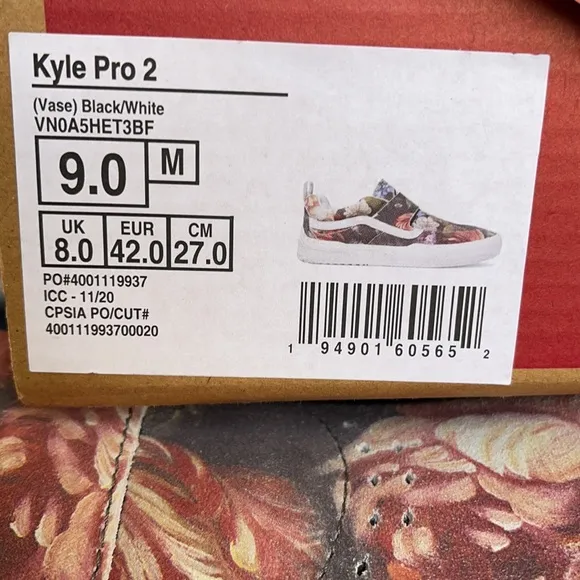 Kyle Pro 2
(Vase) Black/White
VN0A5HET3BF
9.0 M
UK EUR CM
8.0 42.0 27.0
PO#4001119937
ICC - 11/20
CPSIA PO/CUT#
400111993700020
1 94901 60565 2